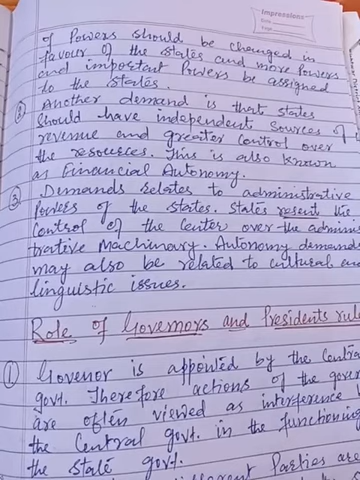 Impressions
Date
Page
of Powers should be changed in
favour of the states and more Powers
and important Powers be assigned
to the states.
② Another demand is that states
should have independent sources of
revenue and greater control over
the resources. This is also known
as Financial Autonomy.
③ Demands relates to administrative
Powers of the states. States resent the
control of the center over the adminis
trative Machinary. Autonomy demands
may also be related to cultural and
linguistic issues.
Role of Governors and Presidents rule
① Govenor is appointed by the Centra
govt. Therefore actions of the gover
are often viewed as interference
the Central govt. in the functioning
the state govt.
Parties are